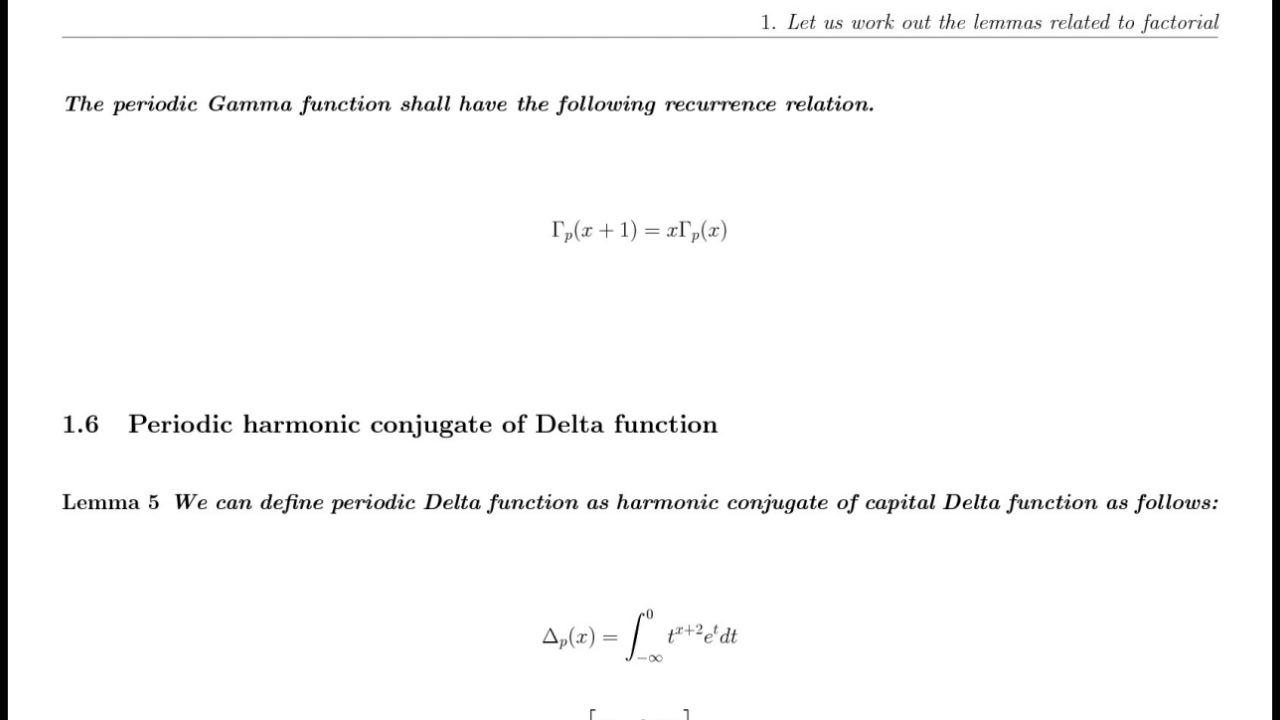 1. Let us work out the lemmas related to factorial
The periodic Gamma function shall have the following recurrence relation.
Γₚ(x + 1) = xΓₚ(x)
1.6 Periodic harmonic conjugate of Delta function
Lemma 5 We can define periodic Delta function as harmonic conjugate of capital Delta function as follows:
Δₚ(x) = ∫_{-∞}^{0} t^{x+2}e^{t}dt